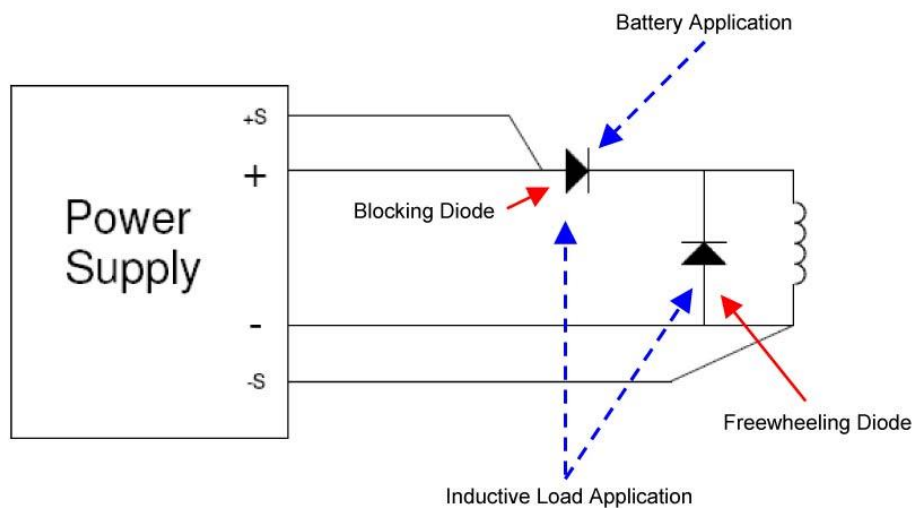 Battery Application
+S
+
Blocking Diode
Power
Supply
-
-S
Freewheeling Diode
Inductive Load Application